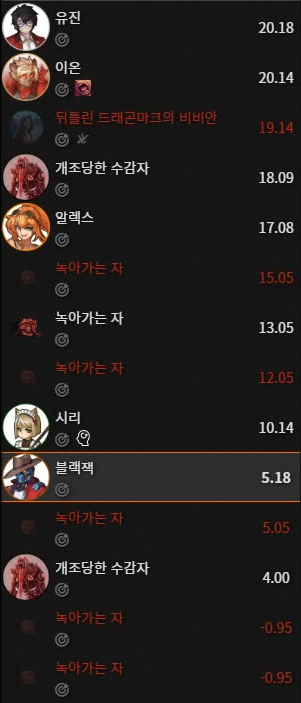 유진
20.18
이온
20.14
뒤틀린 드래곤마크의 비비안
19.14
개조당한 수감자
18.09
알렉스
17.08
녹아가는 자
15.05
녹아가는 자
13.05
녹아가는 자
12.05
시리
10.14
블랙잭
5.18
녹아가는 자
5.05
개조당한 수감자
4.00
녹아가는 자
-0.95
녹아가는 자
-0.95